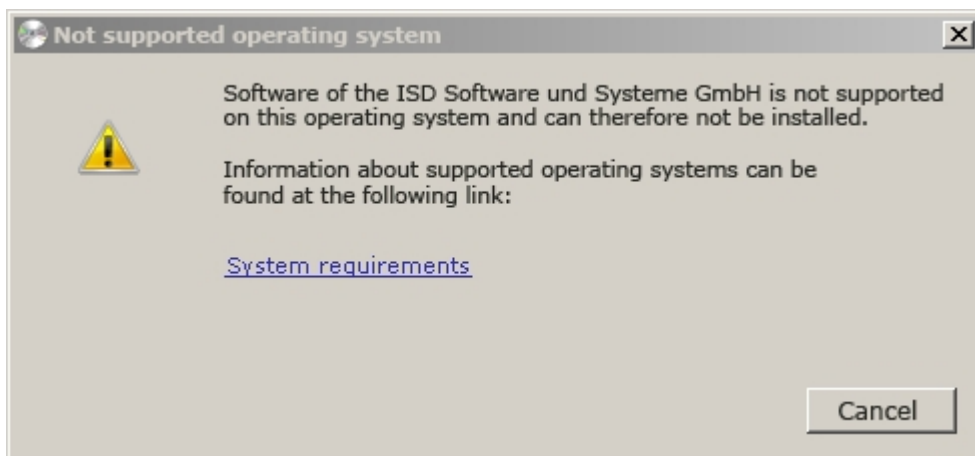 Not supported operating system
Software of the ISD Software und Systeme GmbH is not supported
on this operating system and can therefore not be installed.
Information about supported operating systems can be
found at the following link:
System requirements
Cancel